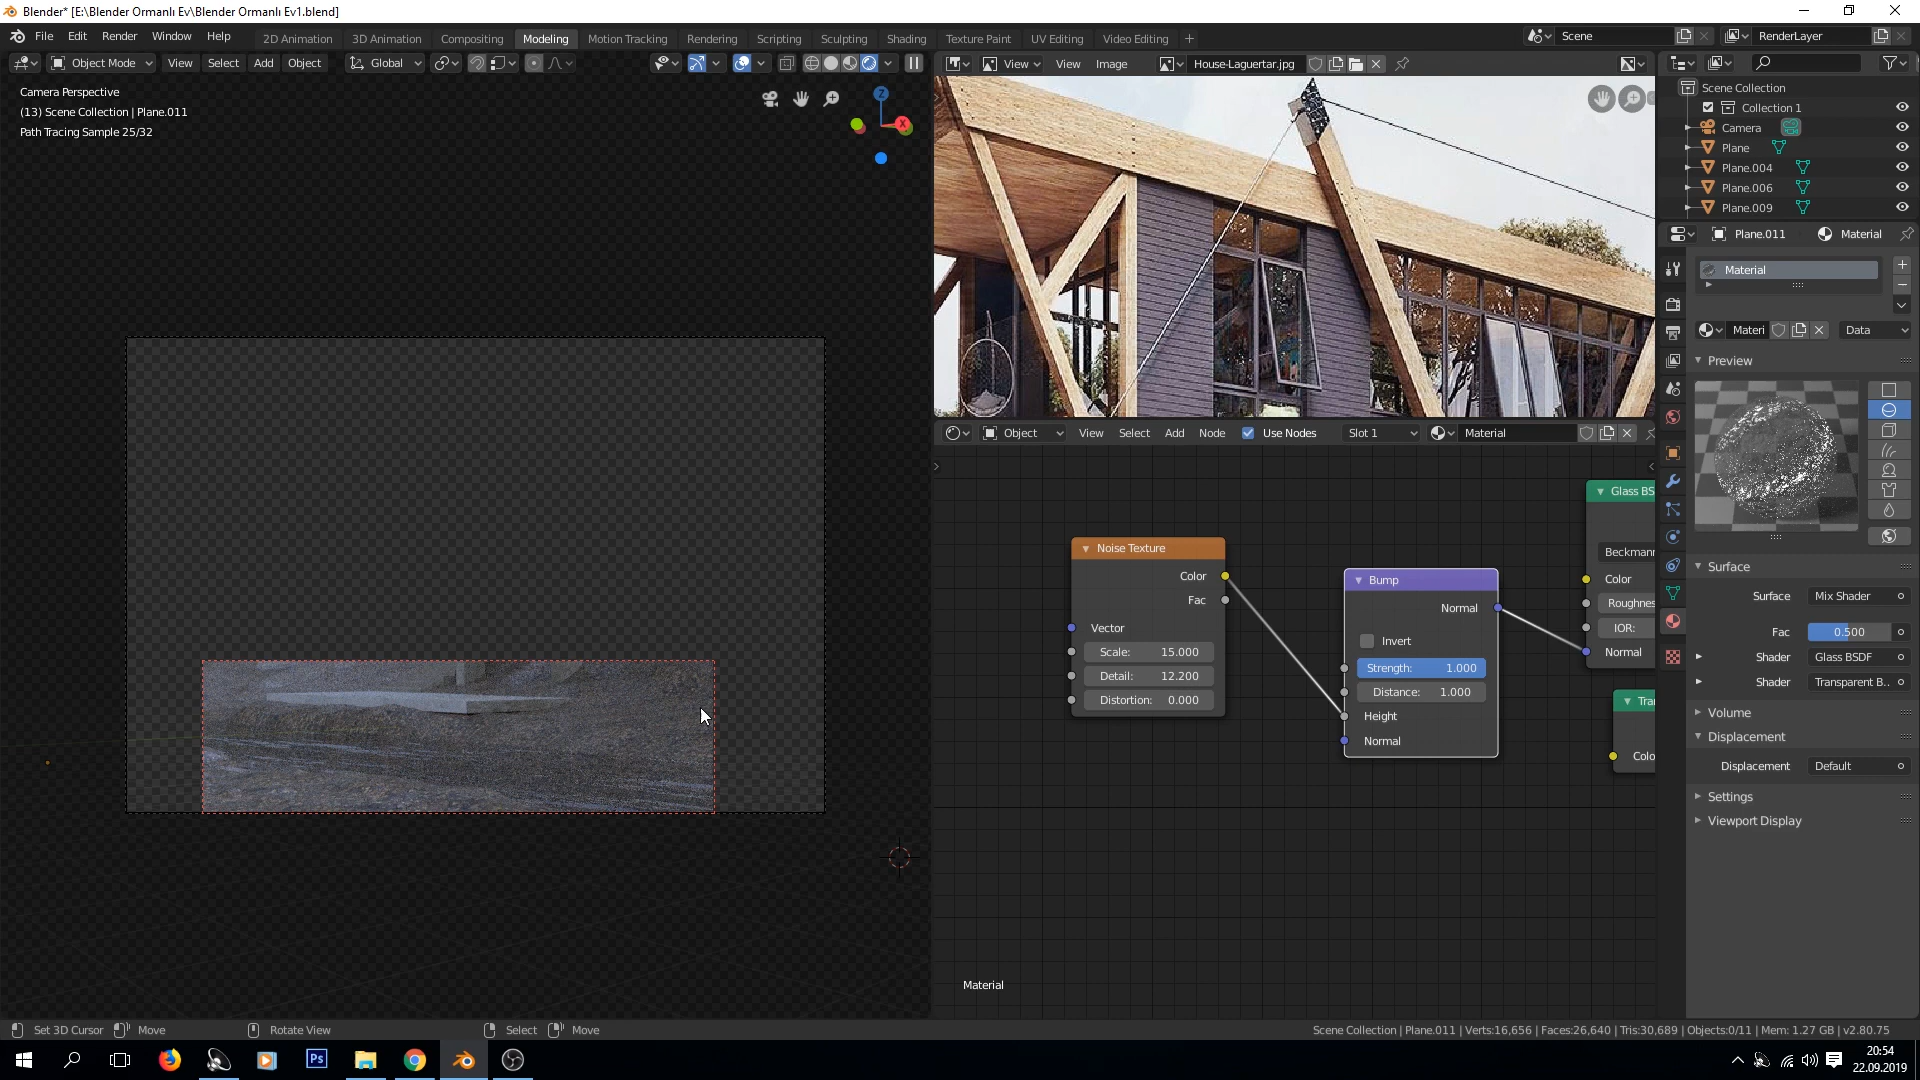 Blender* [E:\Blender Ormanlı Ev\Blender Ormanlı Ev1.blend]
File Edit Render Window Help
2D Animation 3D Animation Compositing Modeling Motion Tracking Rendering Scripting Sculpting Shading Texture Paint UV Editing Video Editing
Scene
RenderLayer
Object Mode View Select Add Object Global
View View Image House-Laguertar.jpg
Camera Perspective
(13) Scene Collection | Plane.011
Path Tracing Sample 25/32
Z
X
Scene Collection
Collection 1
Camera
Plane
Plane.004
Plane.006
Plane.009
Plane.011 Material
Material
Materi
Data
Preview
Surface
Surface Mix Shader
Fac 0.500
Shader Glass BSDF
Shader Transparent B..
Volume
Displacement
Displacement Default
Settings
Viewport Display
Object View Select Add Node Use Nodes Slot 1 Material
Noise Texture
Color
Fac
Vector
Scale: 15.000
Detail: 12.200
Distortion: 0.000
Bump
Normal
Invert
Strength: 1.000
Distance: 1.000
Height
Normal
Glass BS
Beckmann
Color
Roughnes
IOR:
Normal
Tra
Colo
Material
Set 3D Cursor Move Rotate View Select Move
Scene Collection | Plane.011 | Verts:16,656 | Faces:26,640 | Tris:30,689 | Objects:0/11 | Mem: 1.27 GB | v2.80.75
Ps
20:54
22.09.2019